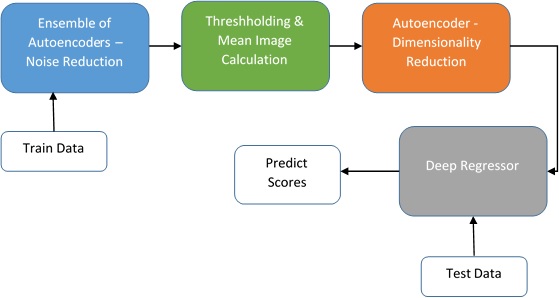 Ensemble of
Autoencoders –
Noise Reduction
Threshholding &
Mean Image
Calculation
Autoencoder -
Dimensionality
Reduction
Train Data
Predict
Scores
Deep Regressor
Test Data